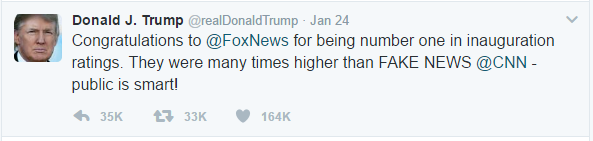 Donald J. Trump @realDonaldTrump · Jan 24
Congratulations to @FoxNews for being number one in inauguration
ratings. They were many times higher than FAKE NEWS @CNN -
public is smart!
35K 33K 164K